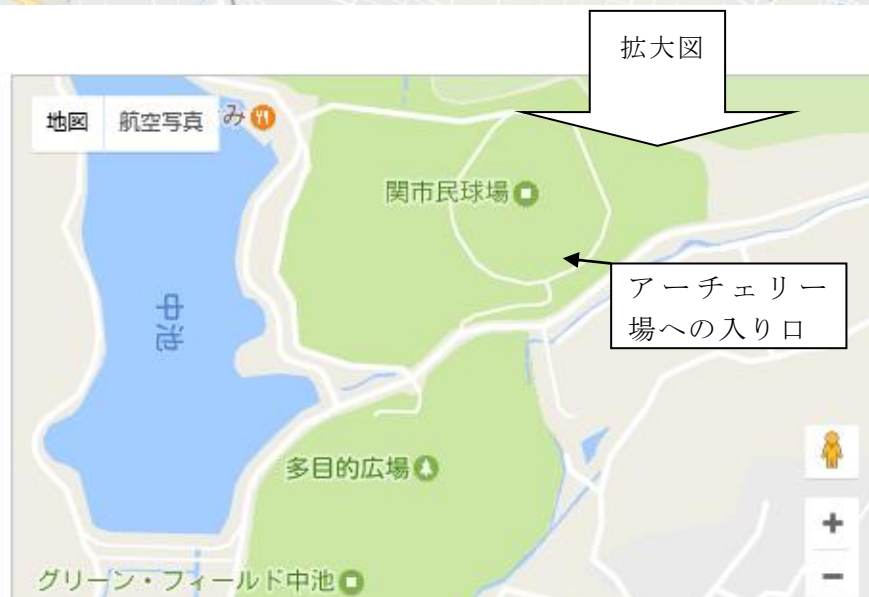 拡大図
地図 航空写真 み
関市民球場
アーチェリー
場への入り口
中池
多目的広場
+
グリーン・フィールド中池
−